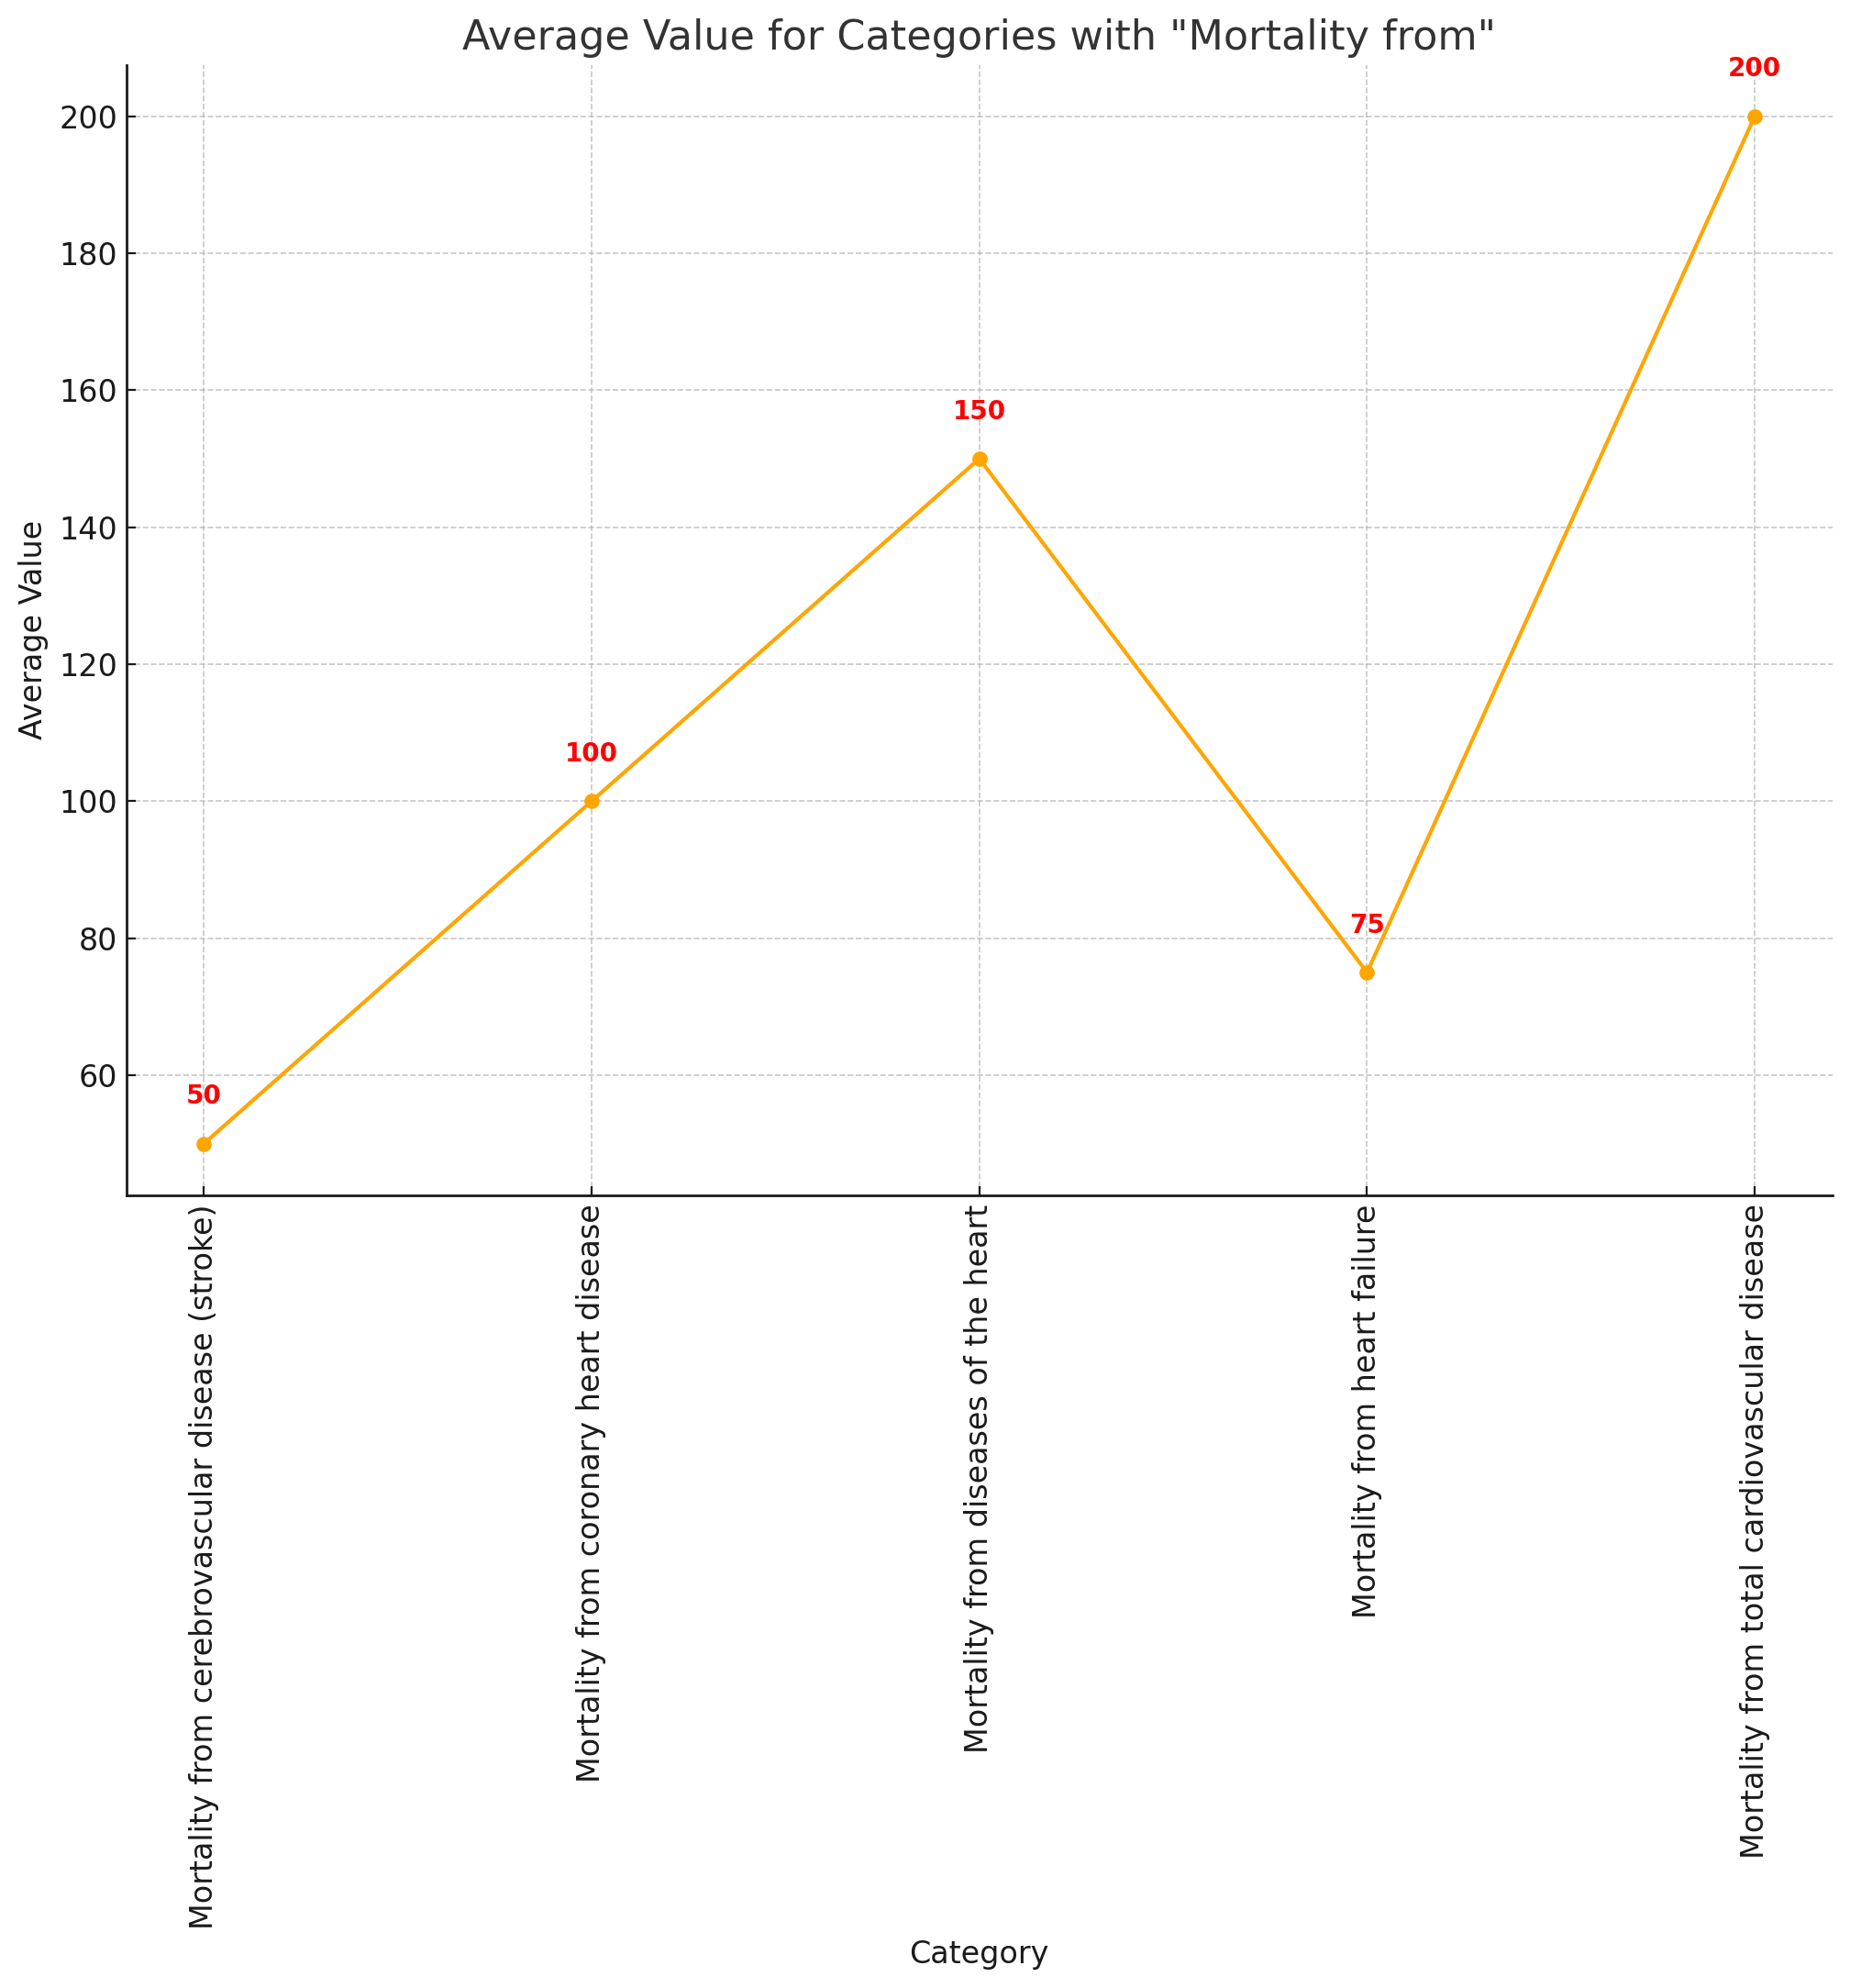 Average Value for Categories with "Mortality from"
200
200
180
160
150
140
120
100
100
80
75
60
50
Average Value
Mortality from cerebrovascular disease (stroke)
Mortality from coronary heart disease
Mortality from diseases of the heart
Mortality from heart failure
Mortality from total cardiovascular disease
Category